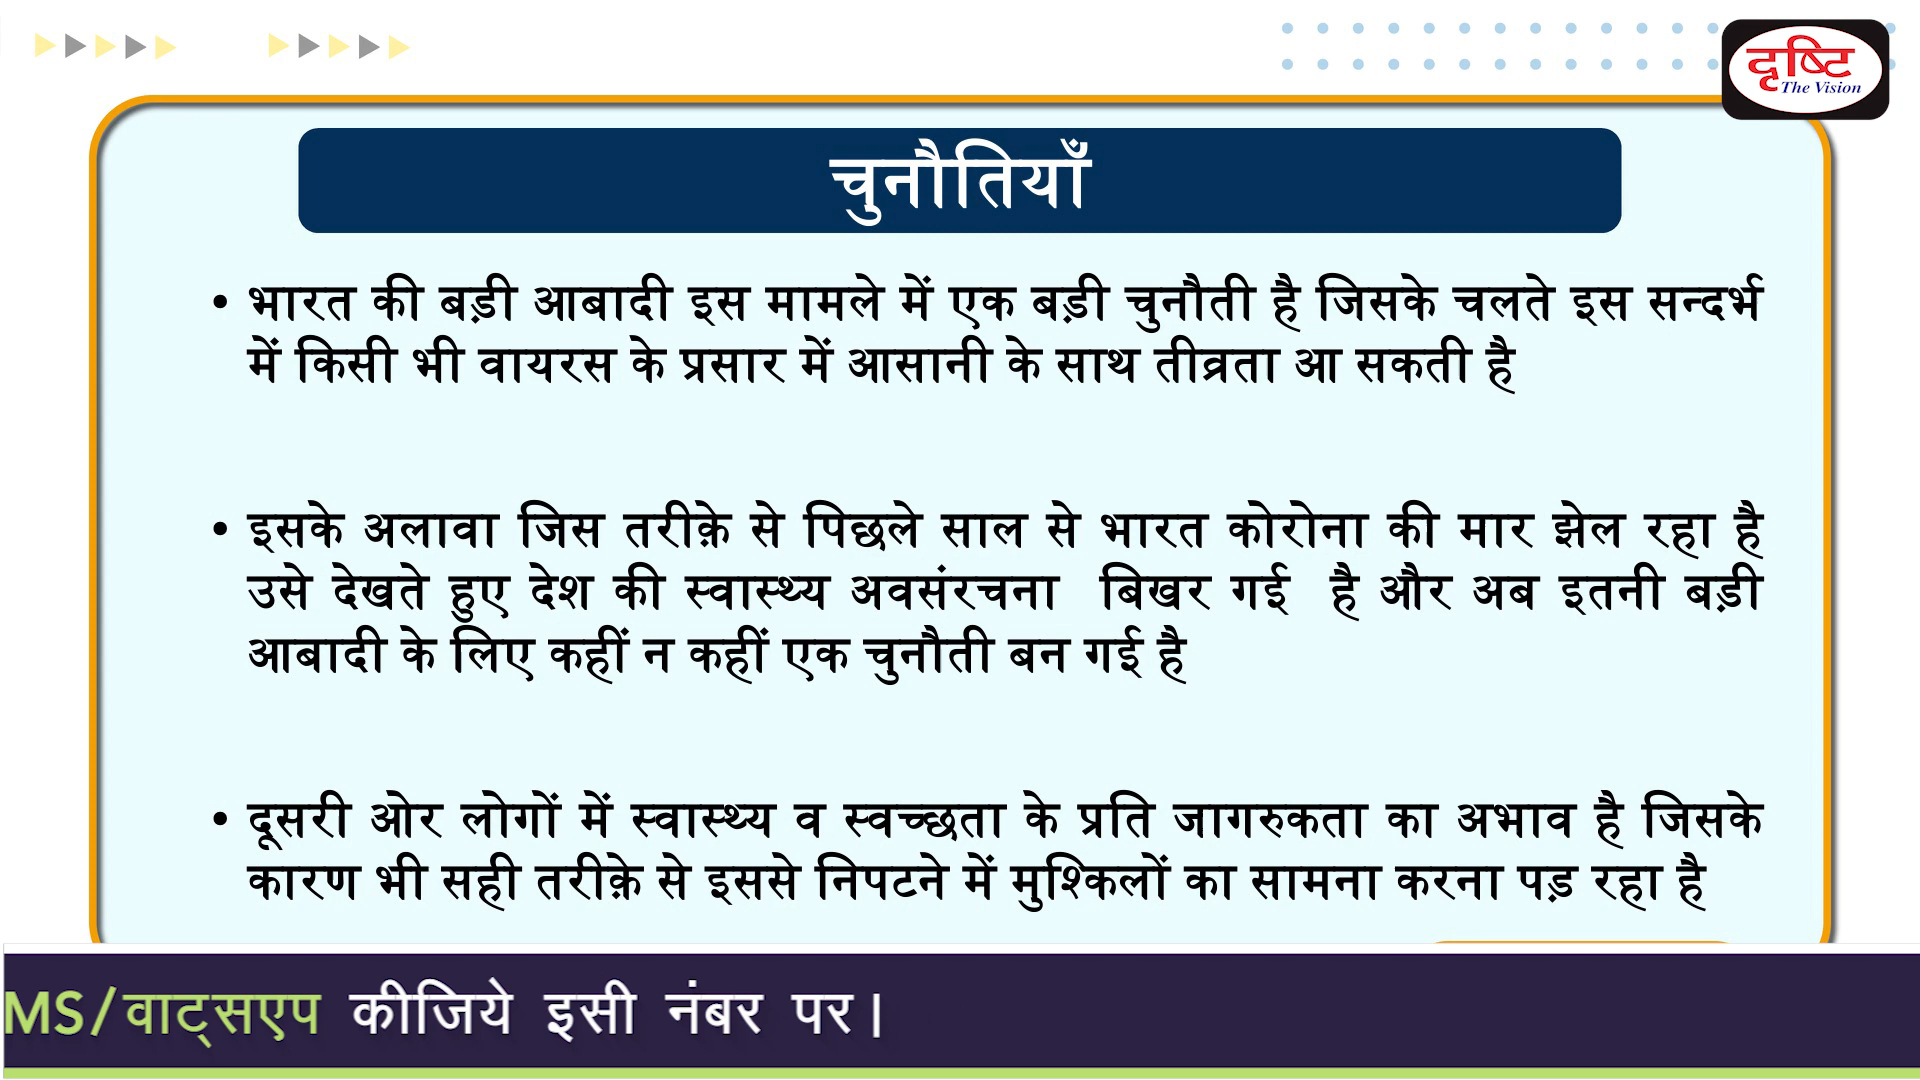 दृष्टि
The Vision
चुनौतियाँ
• भारत की बड़ी आबादी इस मामले में एक बड़ी चुनौती है जिसके चलते इस सन्दर्भ
में किसी भी वायरस के प्रसार में आसानी के साथ तीव्रता आ सकती है
• इसके अलावा जिस तरीक़े से पिछले साल से भारत कोरोना की मार झेल रहा है
उसे देखते हुए देश की स्वास्थ्य अवसंरचना बिखर गई है और अब इतनी बड़ी
आबादी के लिए कहीं न कहीं एक चुनौती बन गई है
• दूसरी ओर लोगों में स्वास्थ्य व स्वच्छता के प्रति जागरुकता का अभाव है जिसके
कारण भी सही तरीक़े से इससे निपटने में मुश्किलों का सामना करना पड़ रहा है
MS/वाट्सएप कीजिये इसी नंबर पर।